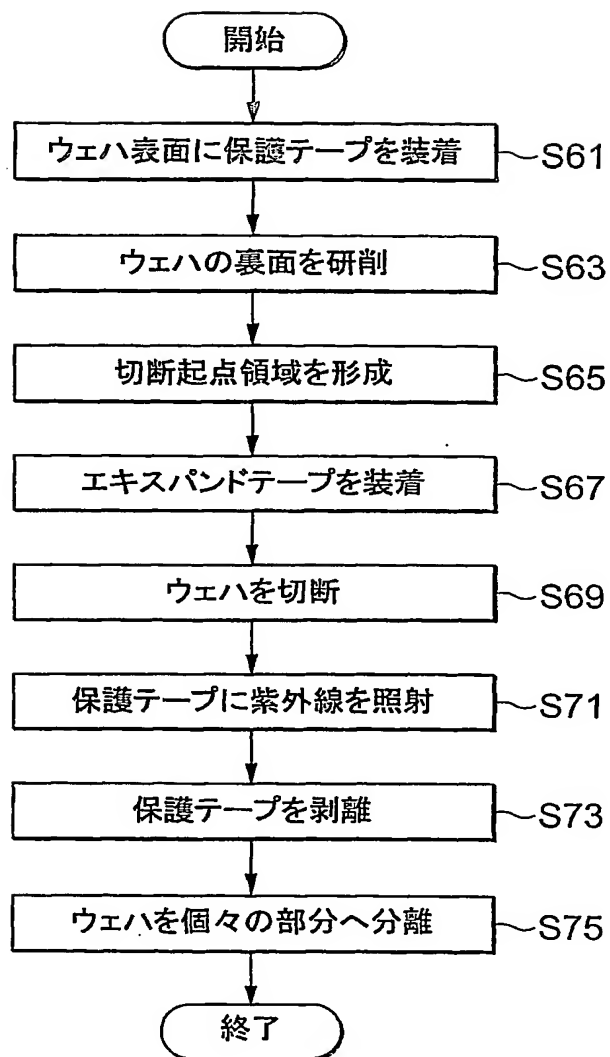 開始
ウェハ表面に保護テープを装着 S61
ウェハの裏面を研削 S63
切断起点領域を形成 S65
エキスパンドテープを装着 S67
ウェハを切断 S69
保護テープに紫外線を照射 S71
保護テープを剥離 S73
ウェハを個々の部分へ分離 S75
終了